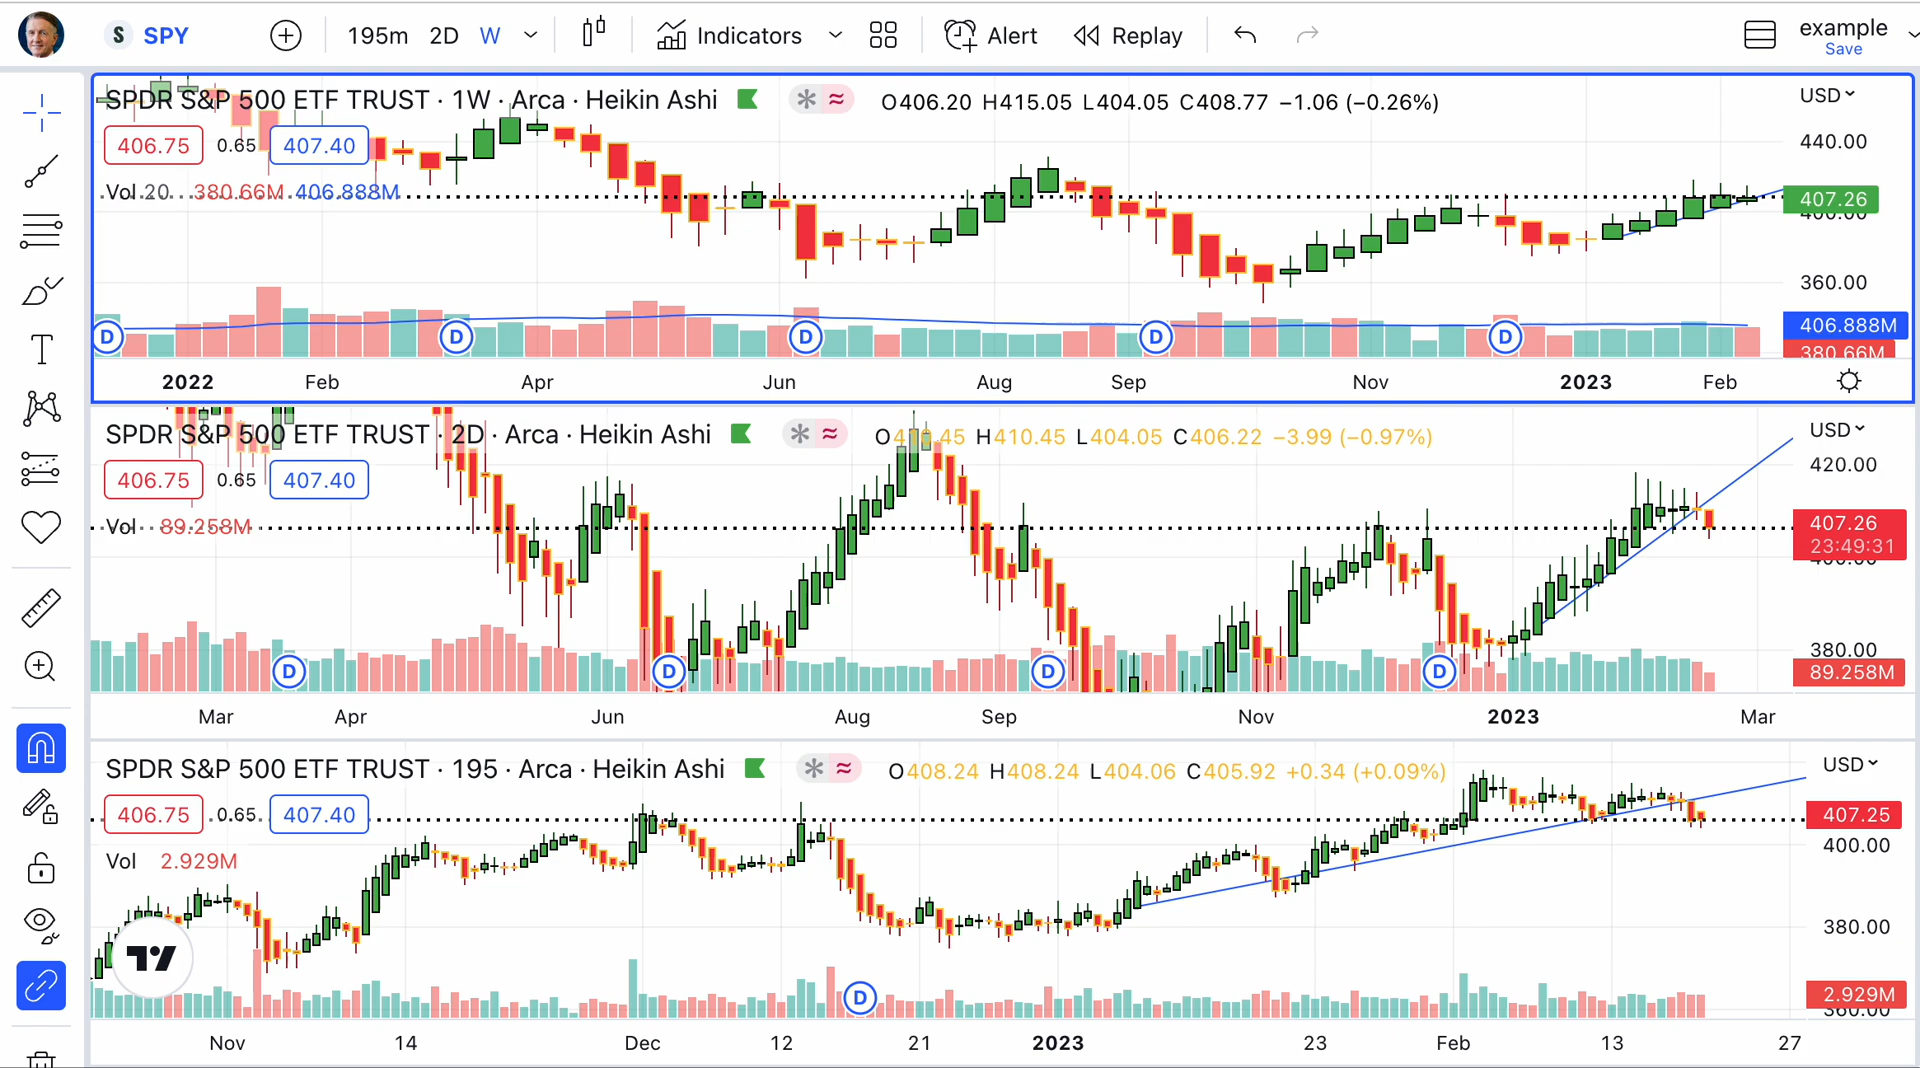 S SPY 195m 2D W Indicators Alert Replay example
Save
SPDR S&P 500 ETF TRUST · 1W · Arca · Heikin Ashi O406.20 H415.05 L404.05 C408.77 −1.06 (−0.26%) USD
406.75 0.65 407.40 440.00
Vol 20 380.66M 406.888M 407.26
400.00
360.00
406.888M
380.66M
D D D D D
2022 Feb Apr Jun Aug Sep Nov 2023 Feb
SPDR S&P 500 ETF TRUST · 2D · Arca · Heikin Ashi O410.45 H410.45 L404.05 C406.22 −3.99 (−0.97%) USD
406.75 0.65 407.40 420.00
Vol 89.258M 407.26
23:49:31
400.00
380.00
D D D D 89.258M
Mar Apr Jun Aug Sep Nov 2023 Mar
SPDR S&P 500 ETF TRUST · 195 · Arca · Heikin Ashi O408.24 H408.24 L404.06 C405.92 +0.34 (+0.09%) USD
406.75 0.65 407.40 407.25
Vol 2.929M 400.00
380.00
D 2.929M
360.00
Nov 14 Dec 12 21 2023 23 Feb 13 27